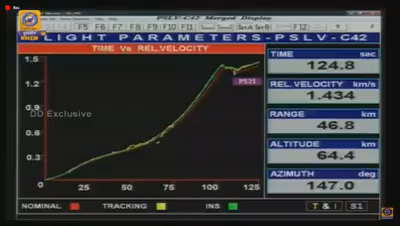 PSLV-C42 Merged Display
F5 F6 F7 F8 F9 F10 F11 F12
LIGHT PARAMETERS-PSLV-C42
TIME Vs REL.VELOCITY
1.5
1.2
0.9
0.6
0.3
0
25
50
75
100
125
PS21
DD Exclusive
TIME sec
124.8
REL.VELOCITY km/s
1.434
RANGE km
46.8
ALTITUDE km
64.4
AZIMUTH deg
147.0
NOMINAL TRACKING INS T & I S1